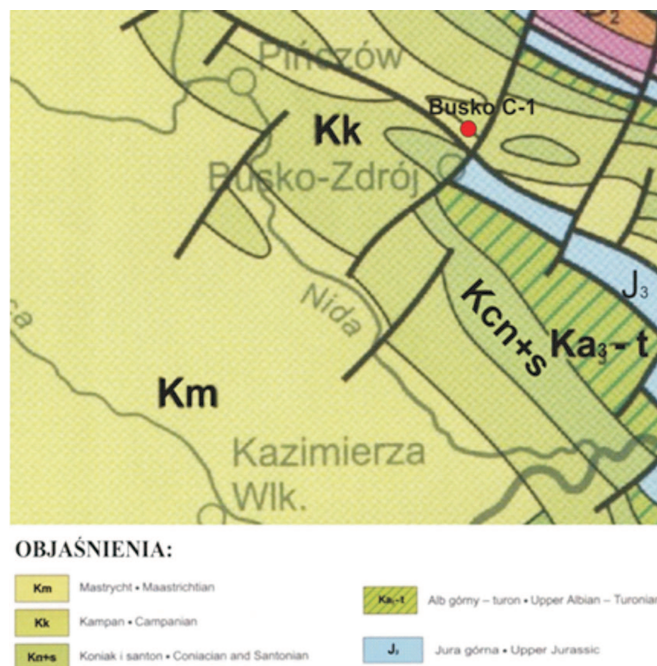 2
Pińczów
Busko C-1
Kk
Busko-Zdrój
Nida
J3
Kcn+s
Ka3-t
ca
Km
Kazimierza
Wlk.
OBJAŚNIENIA:
Km Mastrycht • Maastrichtian
Kk Kampan • Campanian
Kn+s Koniak i santon • Coniacian and Santonian
Ka3-t Alb górny – turon • Upper Albian – Turonian
J3 Jura górna • Upper Jurassic